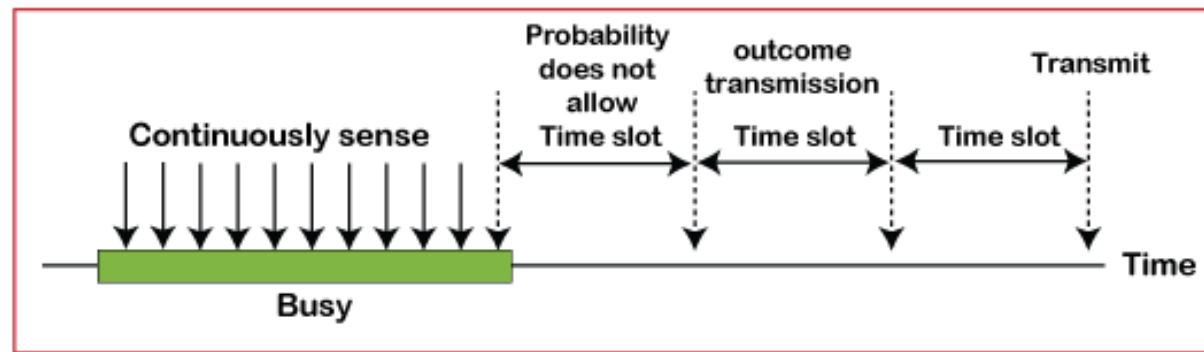 Probability
does not
allow
outcome
transmission
Transmit
Continuously sense
Time slot
Time slot
Time slot
Time
Busy